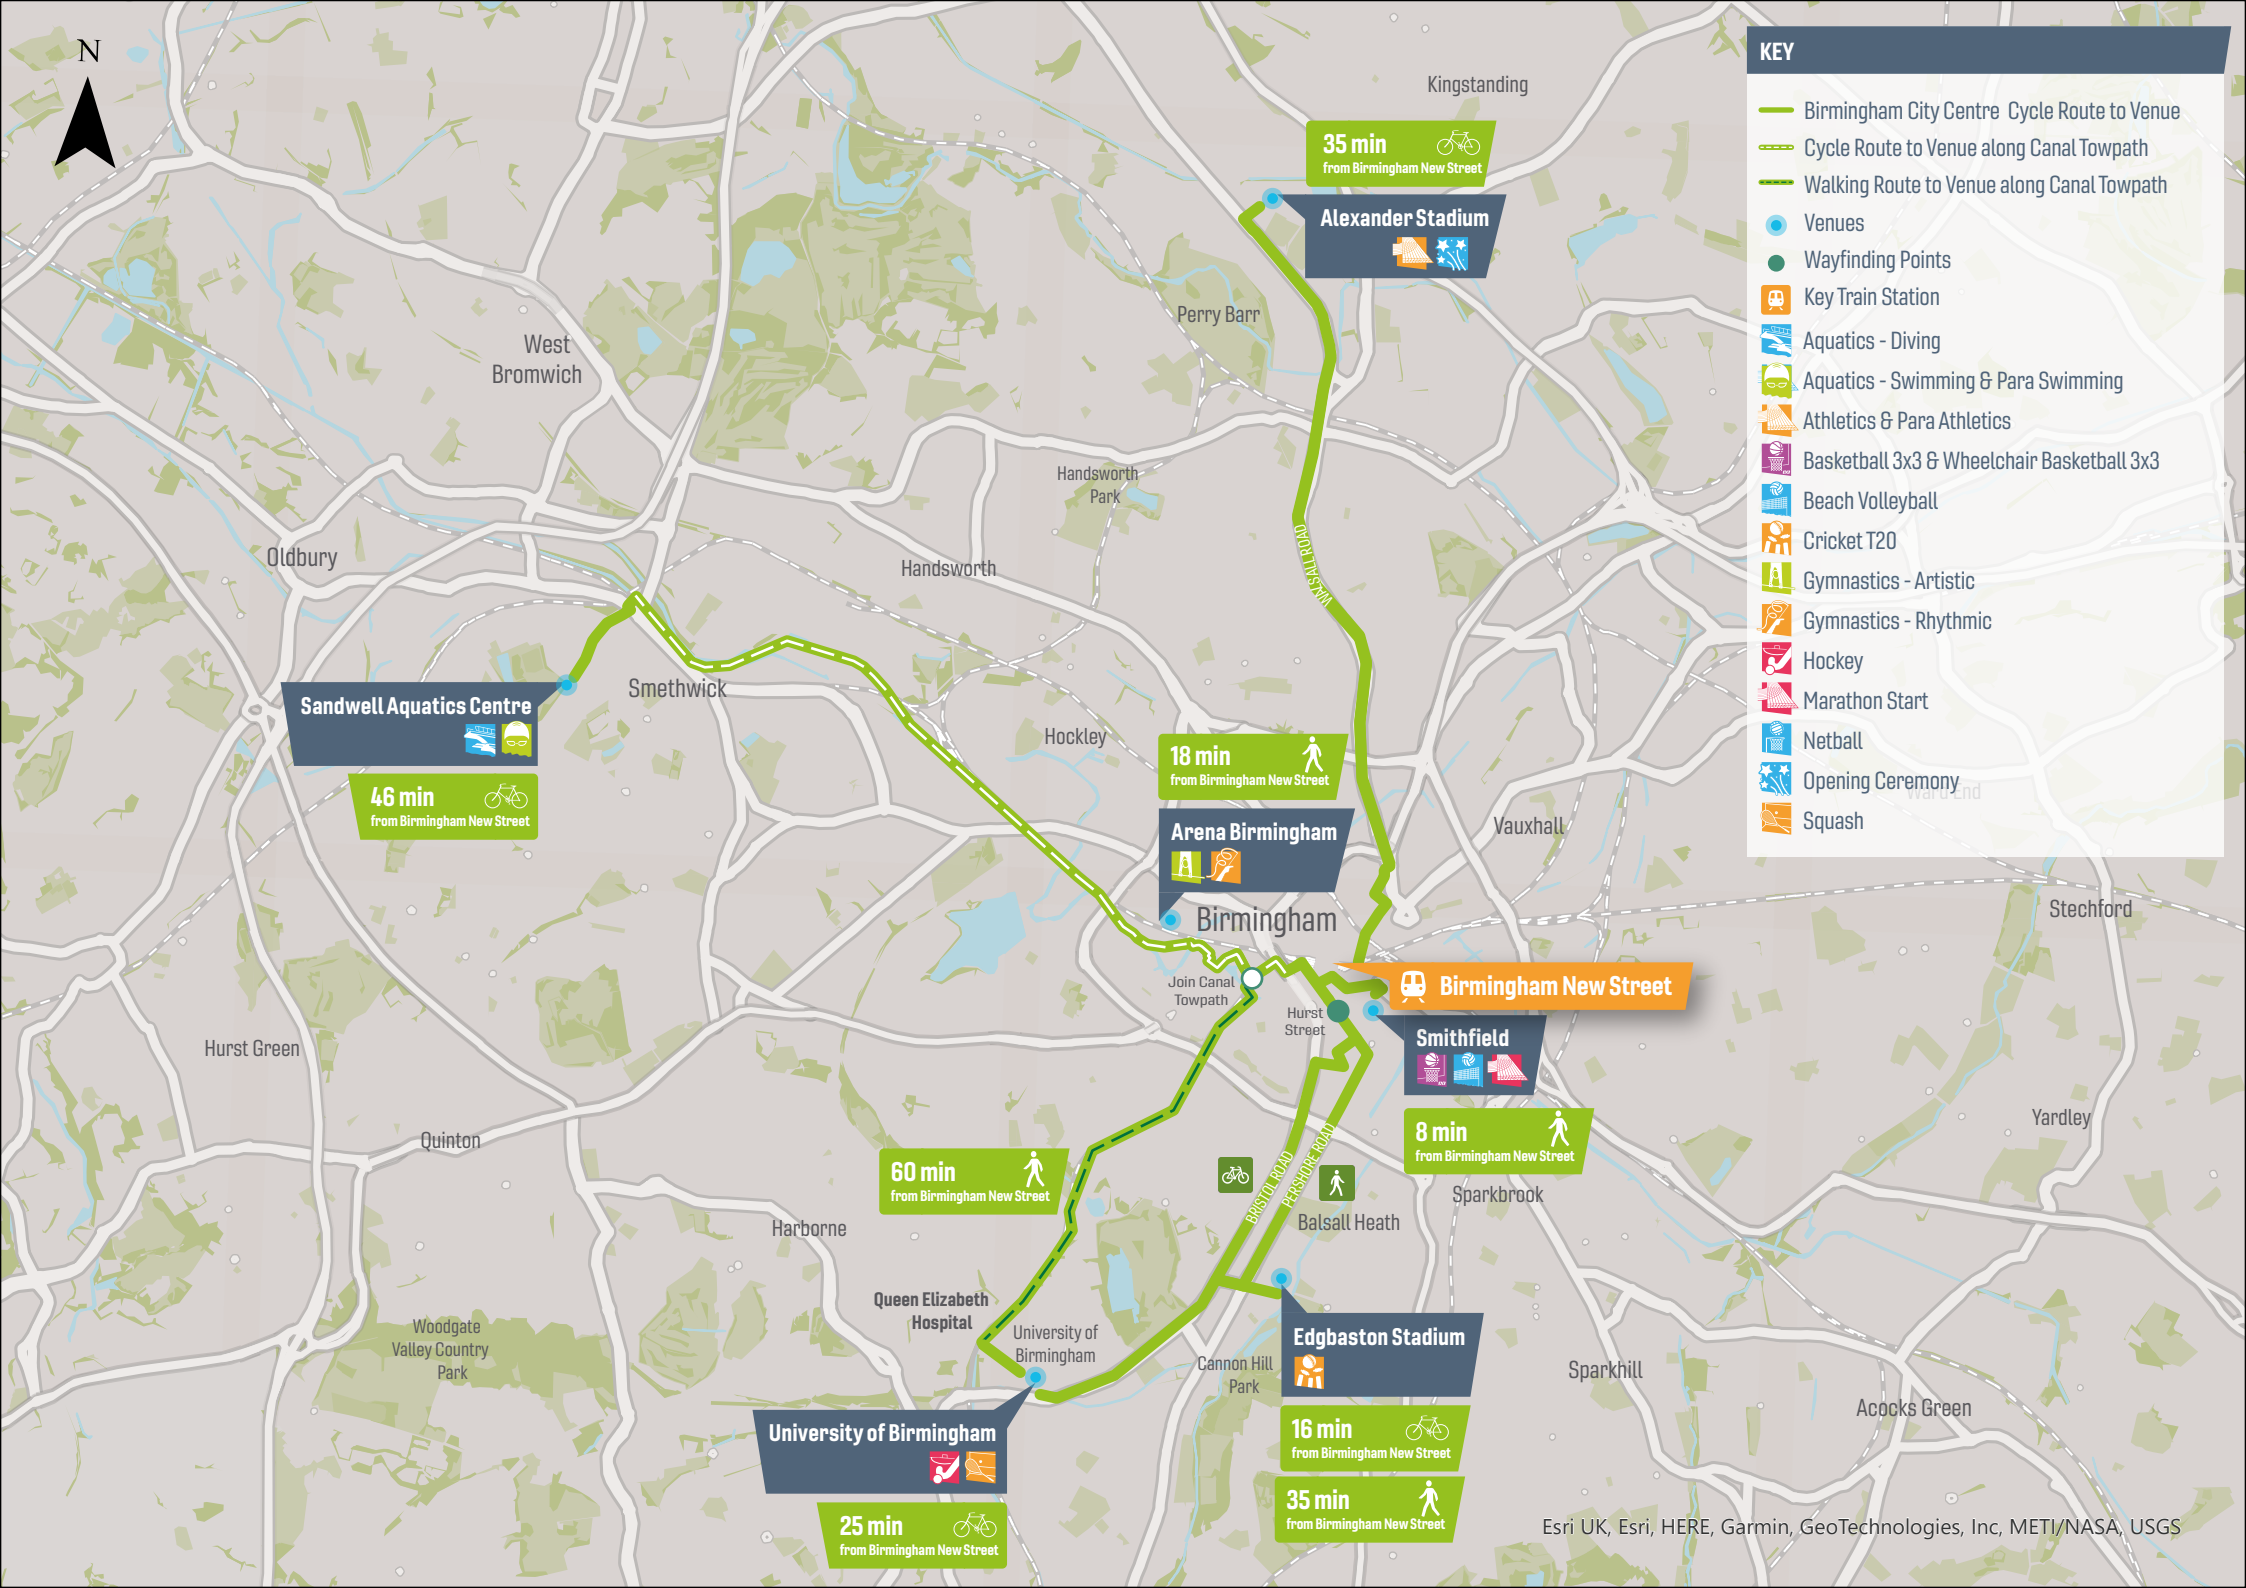 N
KEY
Birmingham City Centre  Cycle Route to Venue
Cycle Route to Venue along Canal Towpath
Walking Route to Venue along Canal Towpath
Venues
Wayfinding Points
Key Train Station
Aquatics - Diving
Aquatics - Swimming & Para Swimming
Athletics & Para Athletics
Basketball 3x3 & Wheelchair Basketball 3x3
Beach Volleyball
Cricket T20
Gymnastics - Artistic
Gymnastics - Rhythmic
Hockey
Marathon Start
Netball
Opening Ceremony
Ward End
Squash
Kingstanding
35 min
from Birmingham New Street
Alexander Stadium
Perry Barr
West
Bromwich
Handsworth
Park
WALSALL ROAD
Oldbury
Handsworth
Smethwick
Sandwell Aquatics Centre
46 min
from Birmingham New Street
Hockley
18 min
from Birmingham New Street
Arena Birmingham
Vauxhall
Birmingham
Stechford
Join Canal
Towpath
Birmingham New Street
Hurst
Street
Smithfield
Hurst Green
8 min
from Birmingham New Street
Yardley
Quinton
60 min
from Birmingham New Street
BRISTOL ROAD
PERSHORE ROAD
Sparkbrook
Harborne
Balsall Heath
Queen Elizabeth
Hospital
University of
Birmingham
Woodgate
Valley Country
Park
Edgbaston Stadium
Cannon Hill
Park
Sparkhill
Acocks Green
University of Birmingham
16 min
from Birmingham New Street
35 min
from Birmingham New Street
25 min
from Birmingham New Street
Esri UK, Esri, HERE, Garmin, GeoTechnologies, Inc, METI/NASA, USGS